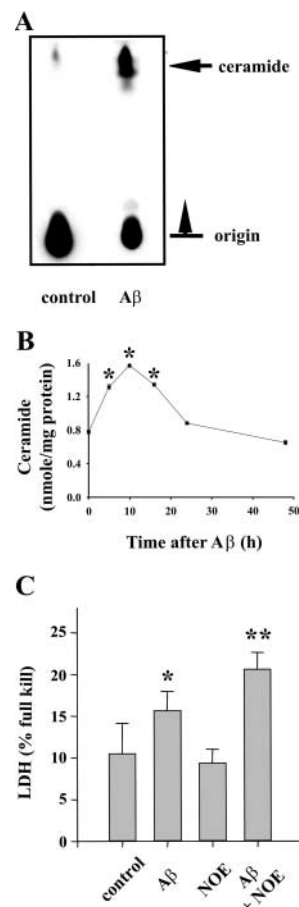 A
ceramide
origin
control Aβ
B
Ceramide
(nmole/mg protein)
1.6
1.2
0.8
0.4
0.0
* * *
0 10 20 30 40 50
Time after Aβ (h)
C
LDH (% full kill)
25
20
15
10
5
0
* **
control Aβ NOE Aβ
+ NOE